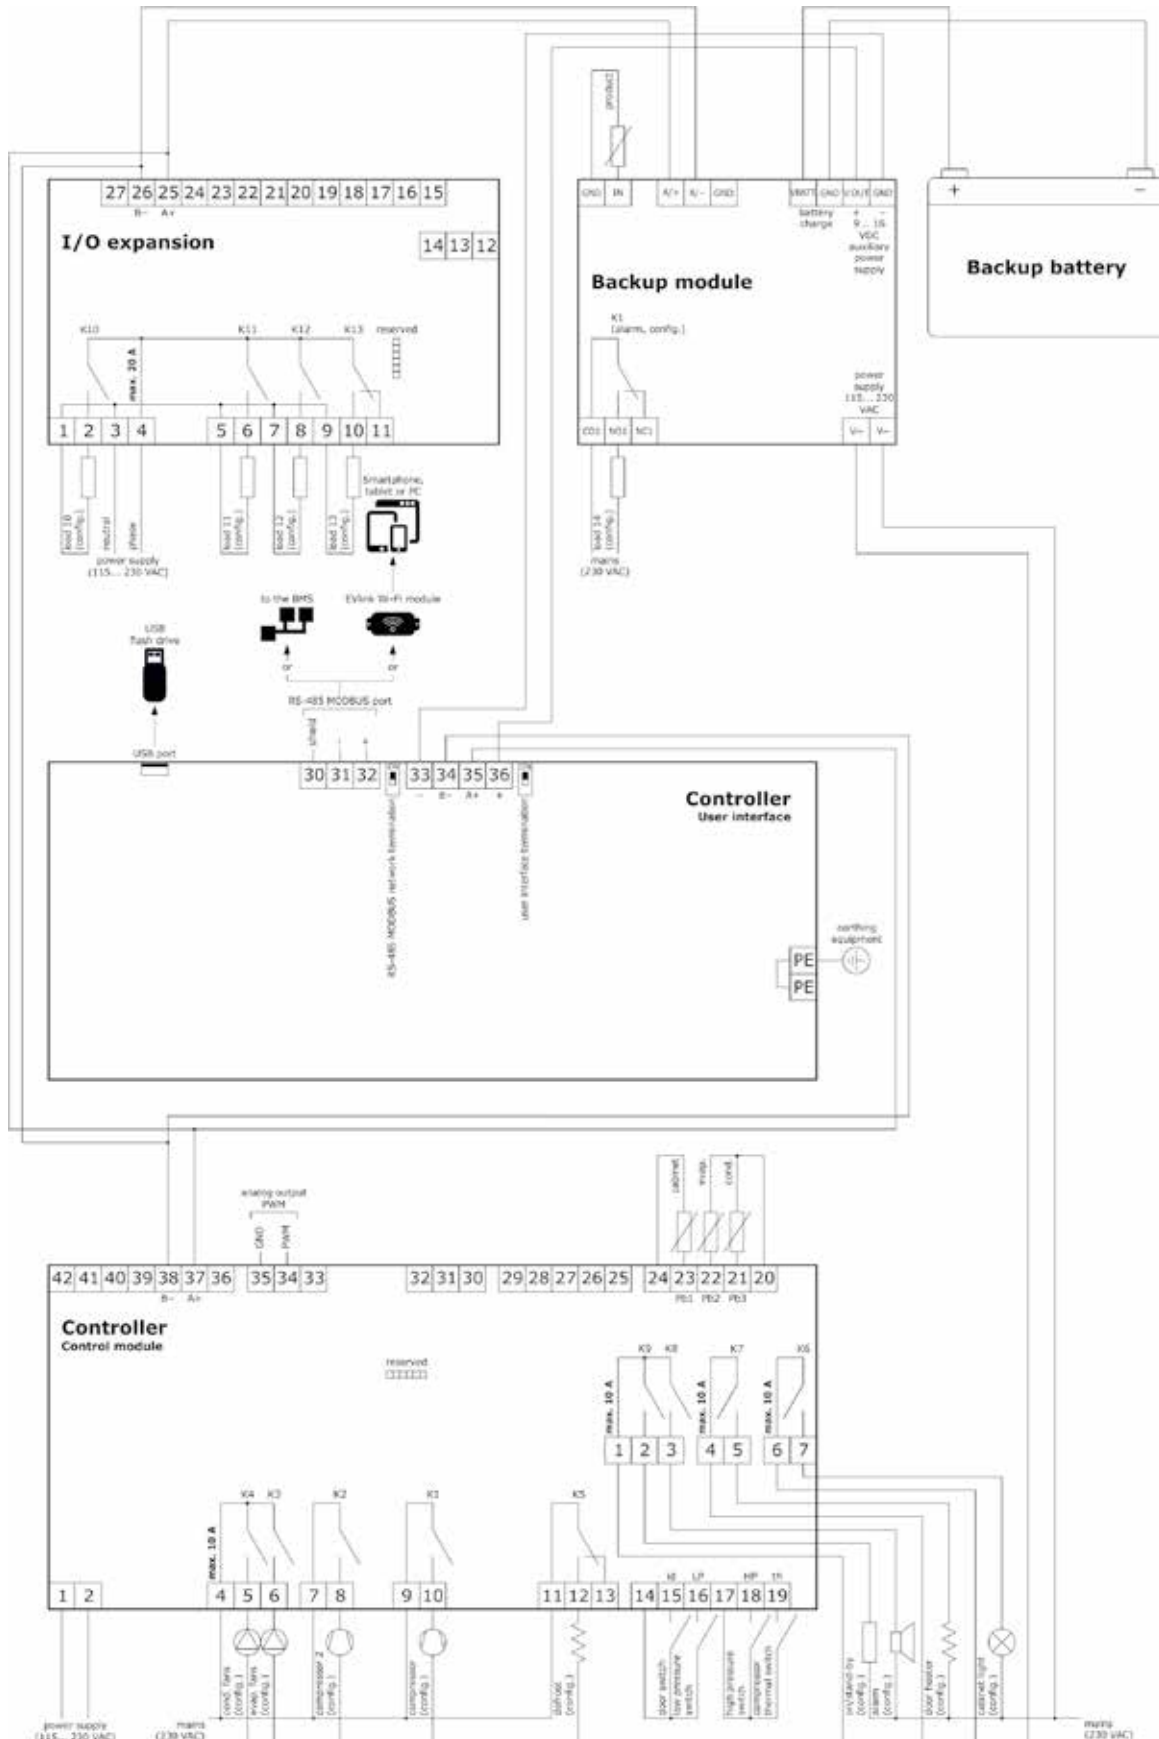 product
27 26 25 24 23 22 21 20 19 18 17 16 15
B- A+
I/O expansion
14 13 12
K10 K11 K12 K13 reserved
max. 20 A
1 2 3 4 5 6 7 8 9 10 11
load 10
(config.)
neutral
phase
load 11
(config.)
load 12
(config.)
load 13
(config.)
power supply
(115... 230 VAC)
GND IN A/+ A/- GND VBATT GND V OUT GND
battery
charge
+ -
9... 15
VDC
auxiliary
power
supply
Backup module
K1
(alarm, config.)
power
supply
115... 230
VAC
CO1 NO1 NC1 V~ V~
load 14
(config.)
mains
(230 VAC)
+ -
Backup battery
Smartphone,
tablet or PC
to the BMS
EVlink Wi-Fi module
or or
RS-485 MODBUS port
USB
flash drive
USB port
shield - +
30 31 32 33 34 35 36
- B- A+ +
RS-485 MODBUS network termination
user interface termination
Controller
User interface
earthing
equipment
PE
PE
analog output
PWM
GND PWM
cabinet evap. cond.
42 41 40 39 38 37 36 35 34 33 32 31 30 29 28 27 26 25 24 23 22 21 20
B- A+ Pb1 Pb2 Pb3
Controller
Control module
reserved
K9 K8 K7 K6
max. 10 A max. 10 A max. 10 A
1 2 3 4 5 6 7
K4 K3 K2 K1 K5
max. 10 A
id LP HP th
1 2 4 5 6 7 8 9 10 11 12 13 14 15 16 17 18 19
cond. fans
(config.)
evap. fans
(config.)
compressor 2
(config.)
compressor
(config.)
defrost
(config.)
door switch
low pressure
switch
high pressure
switch
compressor
thermal switch
on/stand-by
(config.)
alarm
(config.)
door heater
(config.)
cabinet light
(config.)
power supply
(115... 230 VAC)
mains
(230 VAC)
mains
(230 VAC)